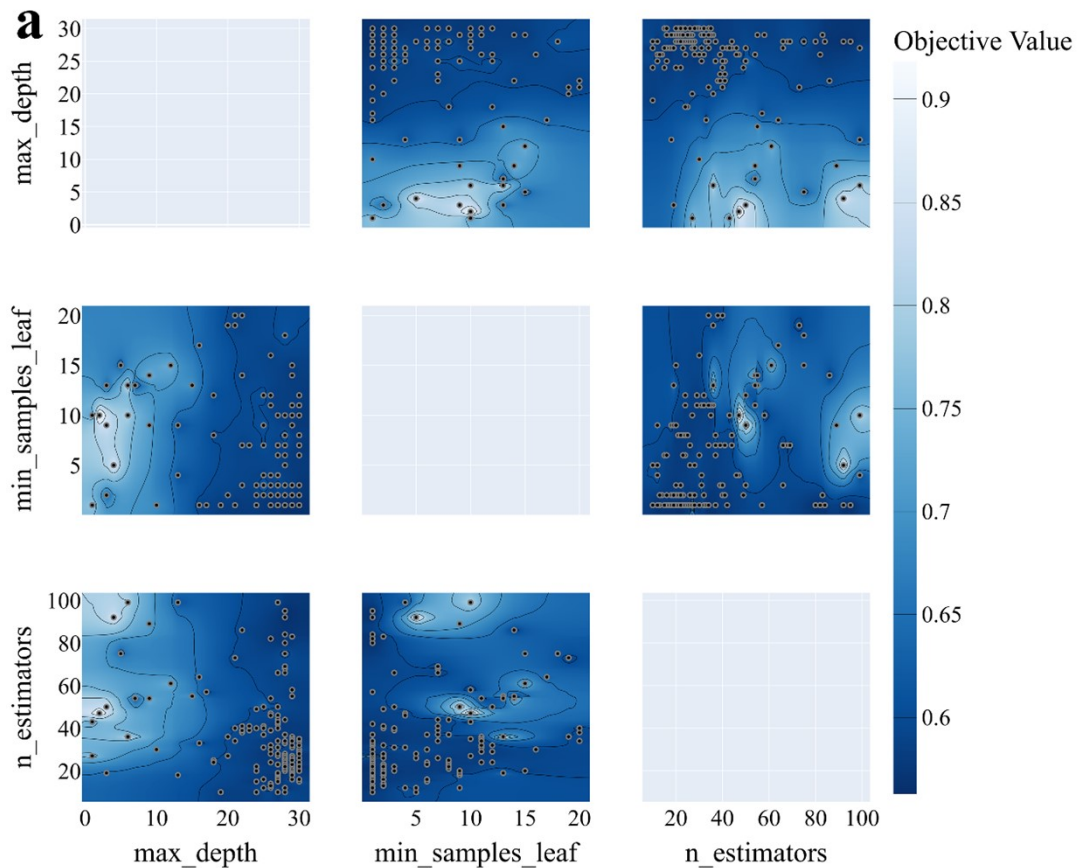 a
Objective Value
max_depth
30
25
20
15
10
5
0
0.9
0.85
0.8
0.75
0.7
0.65
0.6
min_samples_leaf
20
15
10
5
n_estimators
100
80
60
40
20
0 10 20 30
5 10 15 20
20 40 60 80 100
max_depth
min_samples_leaf
n_estimators